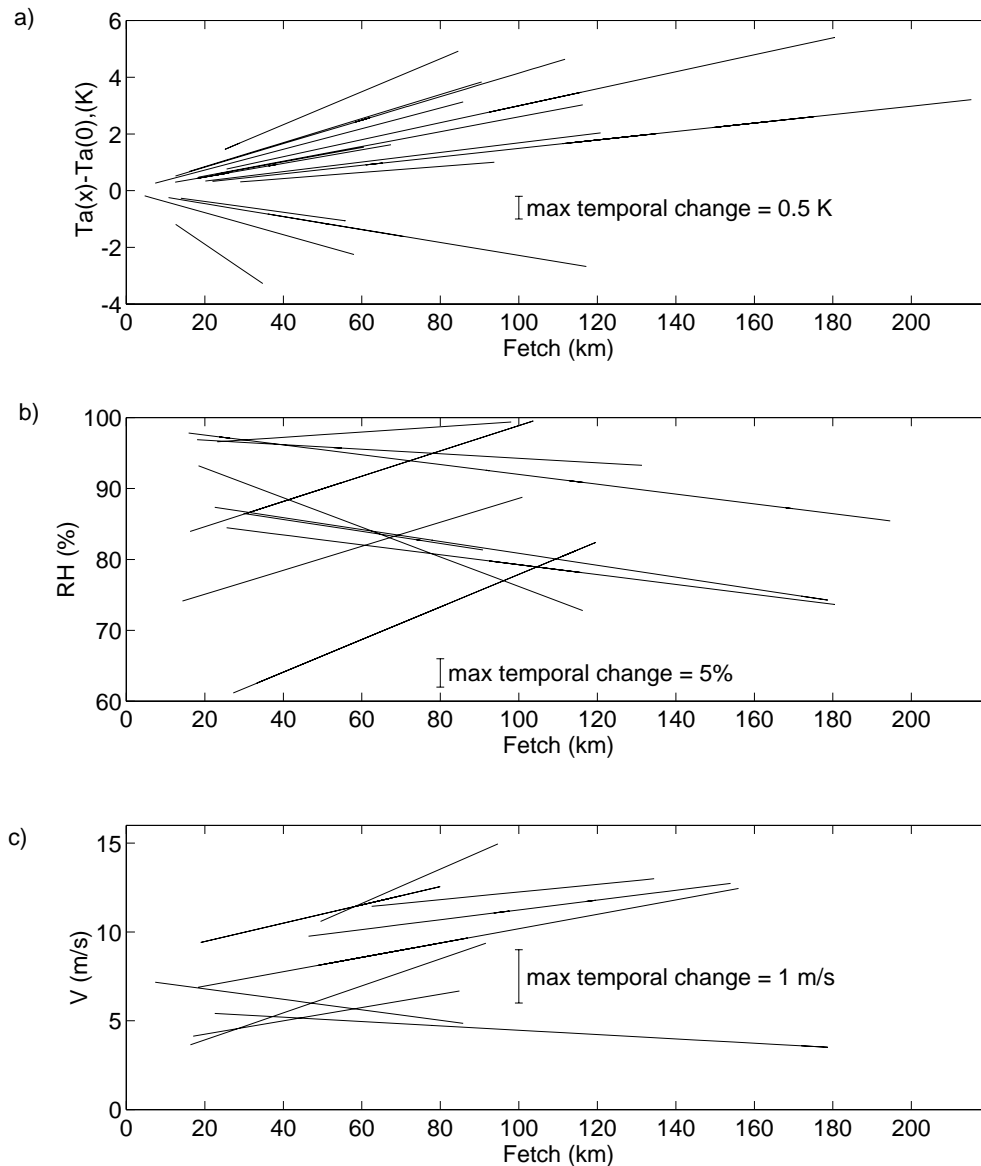 a)
6
4
2
0
-2
-4
Ta(x)-Ta(0),(K)
max temporal change = 0.5 K
0 20 40 60 80 100 120 140 160 180 200
Fetch (km)
b)
100
90
80
70
60
RH (%)
max temporal change = 5%
0 20 40 60 80 100 120 140 160 180 200
Fetch (km)
c)
15
10
5
0
V (m/s)
max temporal change = 1 m/s
0 20 40 60 80 100 120 140 160 180 200
Fetch (km)